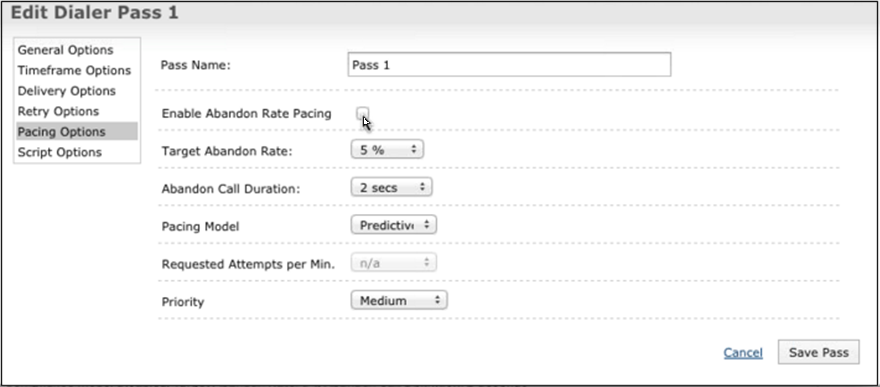 Edit Dialer Pass 1
General Options
Timeframe Options
Delivery Options
Retry Options
Pacing Options
Script Options
Pass Name: Pass 1
Enable Abandon Rate Pacing
Target Abandon Rate: 5 %
Abandon Call Duration: 2 secs
Pacing Model Predictiv
Requested Attempts per Min. n/a
Priority Medium
Cancel Save Pass